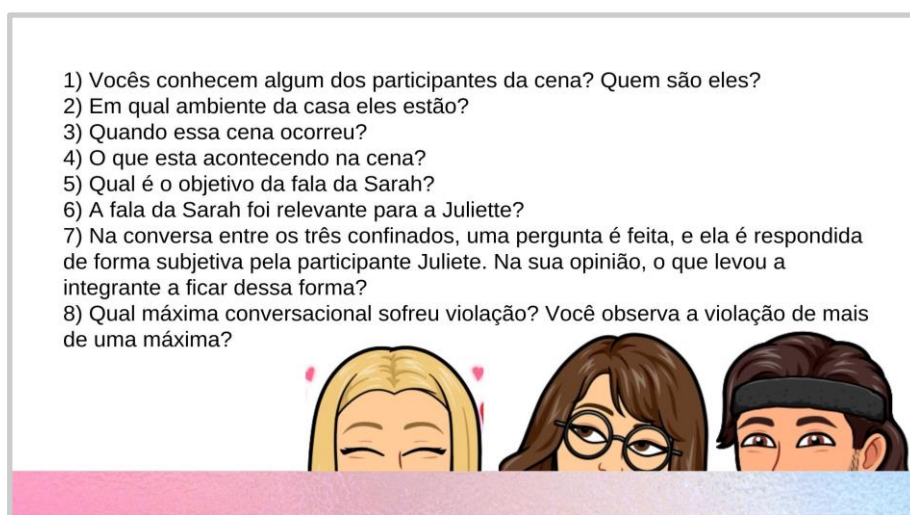 1) Vocês conhecem algum dos participantes da cena? Quem são eles?
2) Em qual ambiente da casa eles estão?
3) Quando essa cena ocorreu?
4) O que esta acontecendo na cena?
5) Qual é o objetivo da fala da Sarah?
6) A fala da Sarah foi relevante para a Juliette?
7) Na conversa entre os três confinados, uma pergunta é feita, e ela é respondida
de forma subjetiva pela participante Juliete. Na sua opinião, o que levou a
integrante a ficar dessa forma?
8) Qual máxima conversacional sofreu violação? Você observa a violação de mais
de uma máxima?